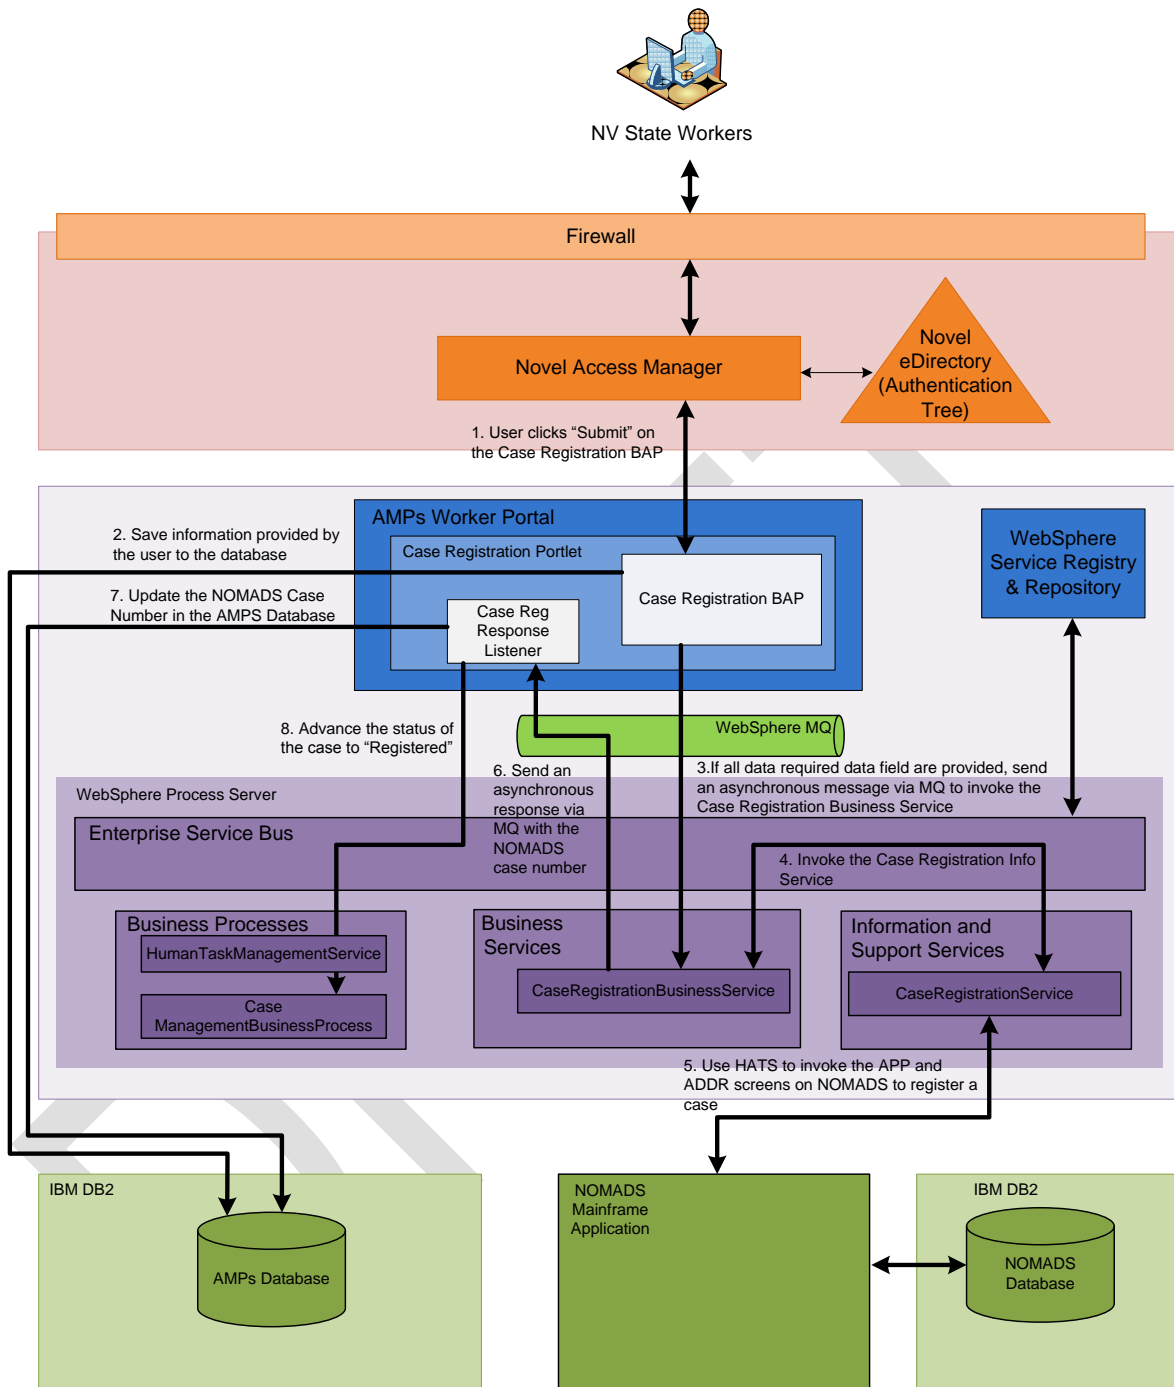 NV State Workers
Firewall
Novel Access Manager
Novel
eDirectory
(Authentication
Tree)
1. User clicks “Submit” on
the Case Registration BAP
AMPs Worker Portal
Case Registration Portlet
Case Registration BAP
Case Reg
Response
Listener
WebSphere
Service Registry
& Repository
2. Save information provided by
the user to the database
7. Update the NOMADS Case
Number in the AMPS Database
WebSphere MQ
8. Advance the status of
the case to “Registered”
6. Send an
asynchronous
response via
MQ with the
NOMADS
case number
3.If all data required data field are provided, send
an asynchronous message via MQ to invoke the
Case Registration Business Service
WebSphere Process Server
Enterprise Service Bus
4. Invoke the Case Registration Info
Service
Business Processes
HumanTaskManagementService
Case
ManagementBusinessProcess
Business
Services
CaseRegistrationBusinessService
Information and
Support Services
CaseRegistrationService
5. Use HATS to invoke the APP and
ADDR screens on NOMADS to register a
case
IBM DB2
AMPs Database
NOMADS
Mainframe
Application
IBM DB2
NOMADS
Database